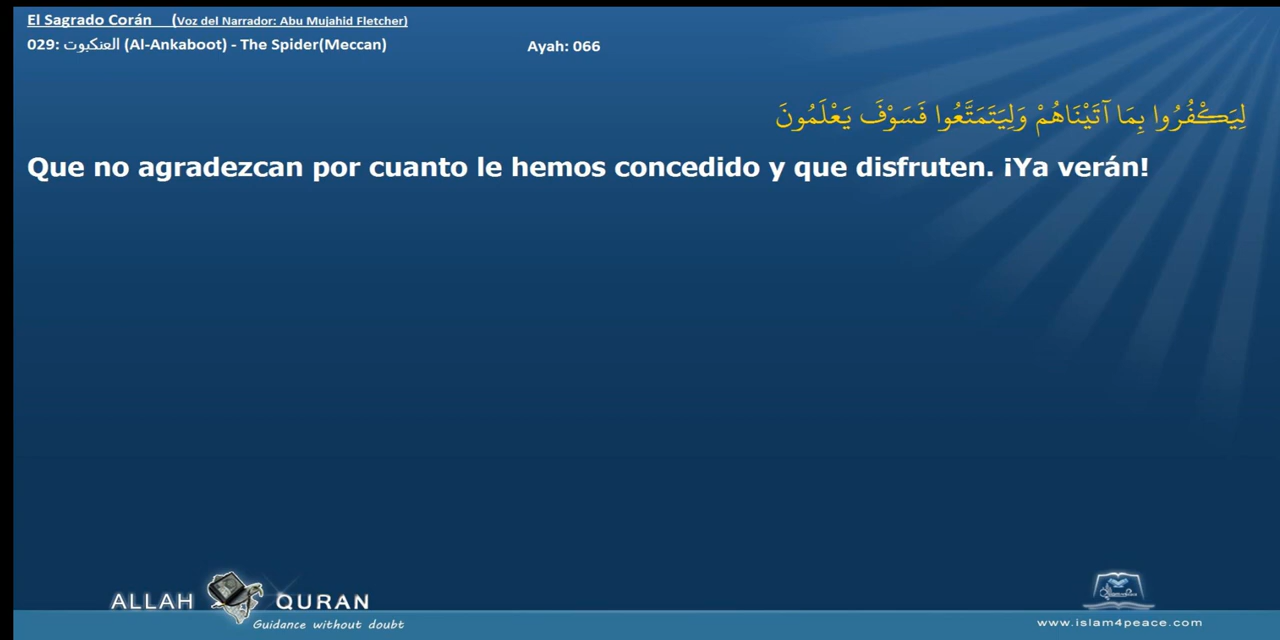 El Sagrado Corán (Voz del Narrador: Abu Mujahid Fletcher)
029: العنكبوت (Al-Ankaboot) - The Spider(Meccan) Ayah: 066
لِيَكْفُرُوا بِمَا آتَيْنَاهُمْ وَلِيَتَمَتَّعُوا فَسَوْفَ يَعْلَمُونَ
Que no agradezcan por cuanto le hemos concedido y que disfruten. ¡Ya verán!
ALLAH QURAN
Guidance without doubt
www.islam4peace.com